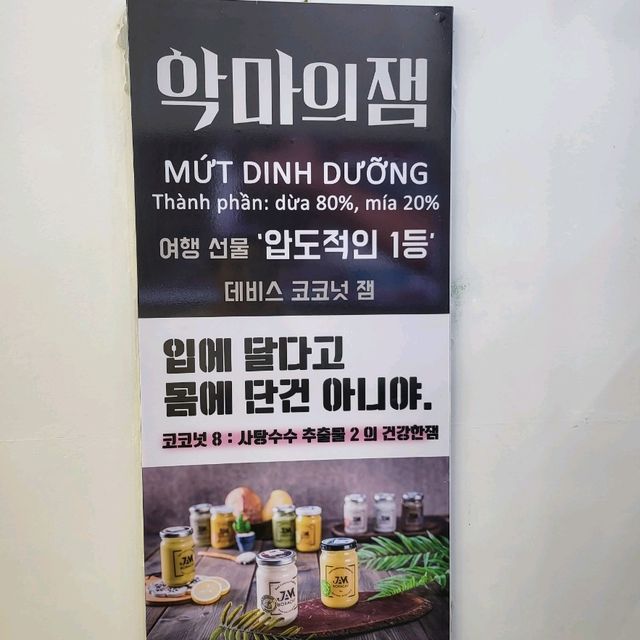 악마의잼
MỨT DINH DƯỠNG
Thành phần: dừa 80%, mía 20%
여행 선물 '압도적인 1등'
데비스 코코넛 잼
입에 달다고
몸에 단건 아니야.
코코넛 8 : 사탕수수 추출물 2 의 건강한잼
JAM
JAM